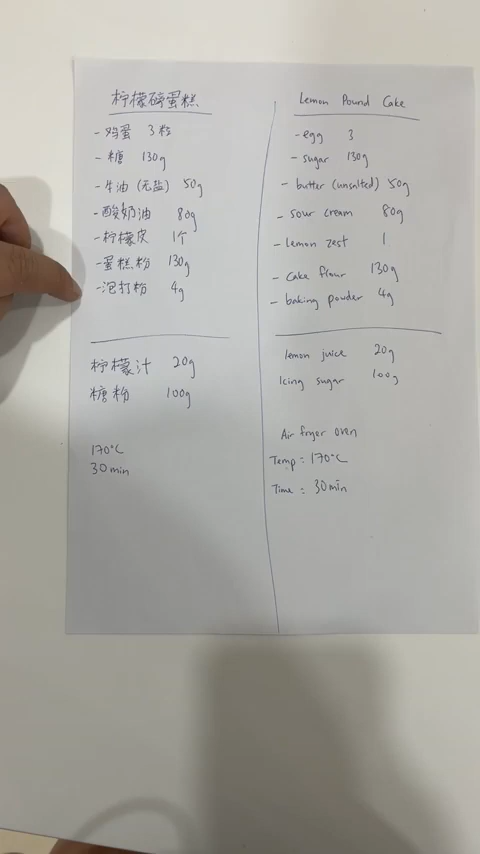 柠檬磅蛋糕
- 鸡蛋 3粒
- 糖 130g
- 牛油 (无盐) 50g
- 酸奶油 80g
- 柠檬皮 1个
- 蛋糕粉 130g
- 泡打粉 4g
柠檬汁 20g
糖粉 100g
170°C
30 min
Lemon Pound Cake
- egg 3
- sugar 130g
- butter (unsalted) 50g
- sour cream 80g
- lemon zest 1
- cake flour 130g
- baking powder 4g
lemon juice 20g
Icing sugar 100g
Air fryer oven
Temp = 170°C
Time = 30 min